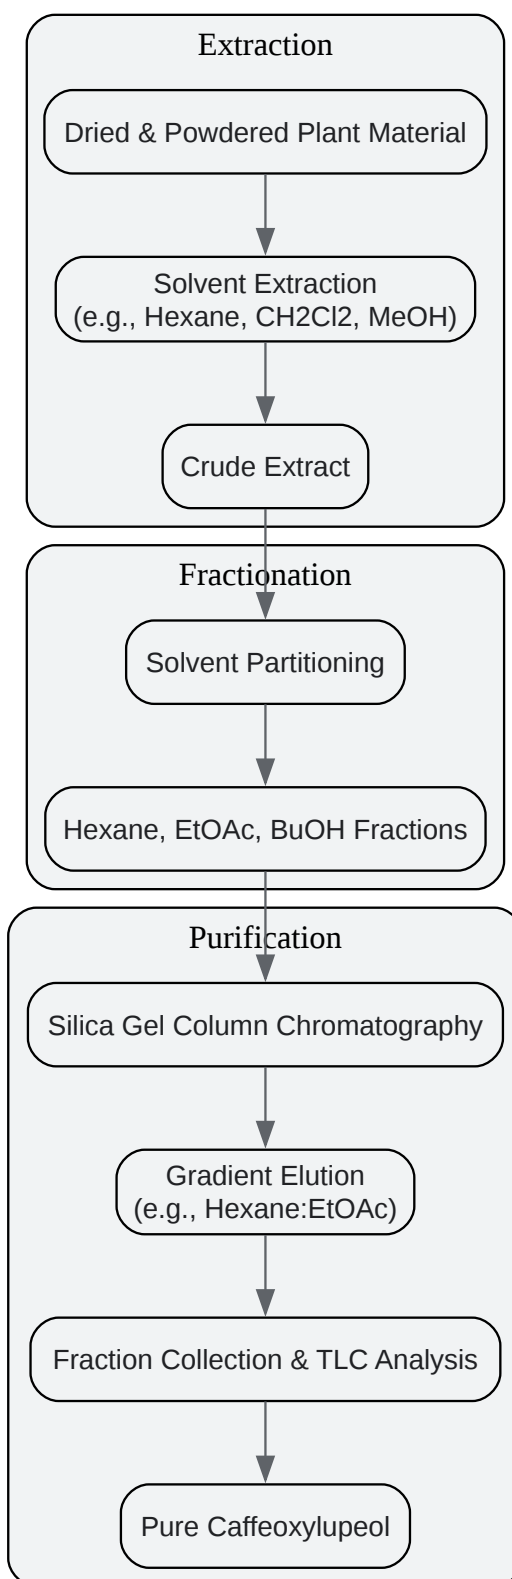 Extraction
Dried & Powdered Plant Material
Solvent Extraction
(e.g., Hexane, CH2Cl2, MeOH)
Crude Extract
Fractionation
Solvent Partitioning
Hexane, EtOAc, BuOH Fractions
Purification
Silica Gel Column Chromatography
Gradient Elution
(e.g., Hexane:EtOAc)
Fraction Collection & TLC Analysis
Pure Caffeoxylupeol